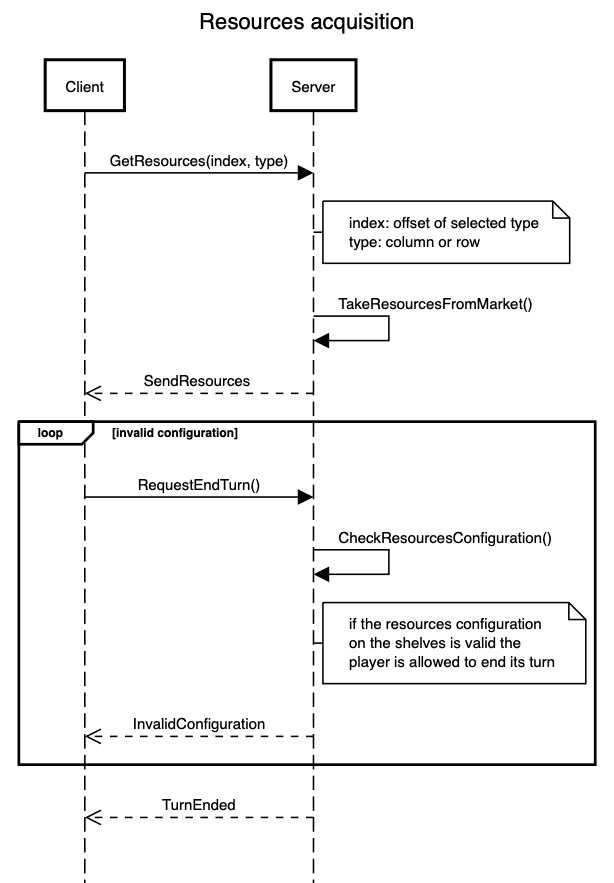 Resources acquisition
Client
Server
GetResources(index, type)
index: offset of selected type
type: column or row
TakeResourcesFromMarket()
SendResources
loop
[invalid configuration]
RequestEndTurn()
CheckResourcesConfiguration()
if the resources configuration
on the shelves is valid the
player is allowed to end its turn
InvalidConfiguration
TurnEnded